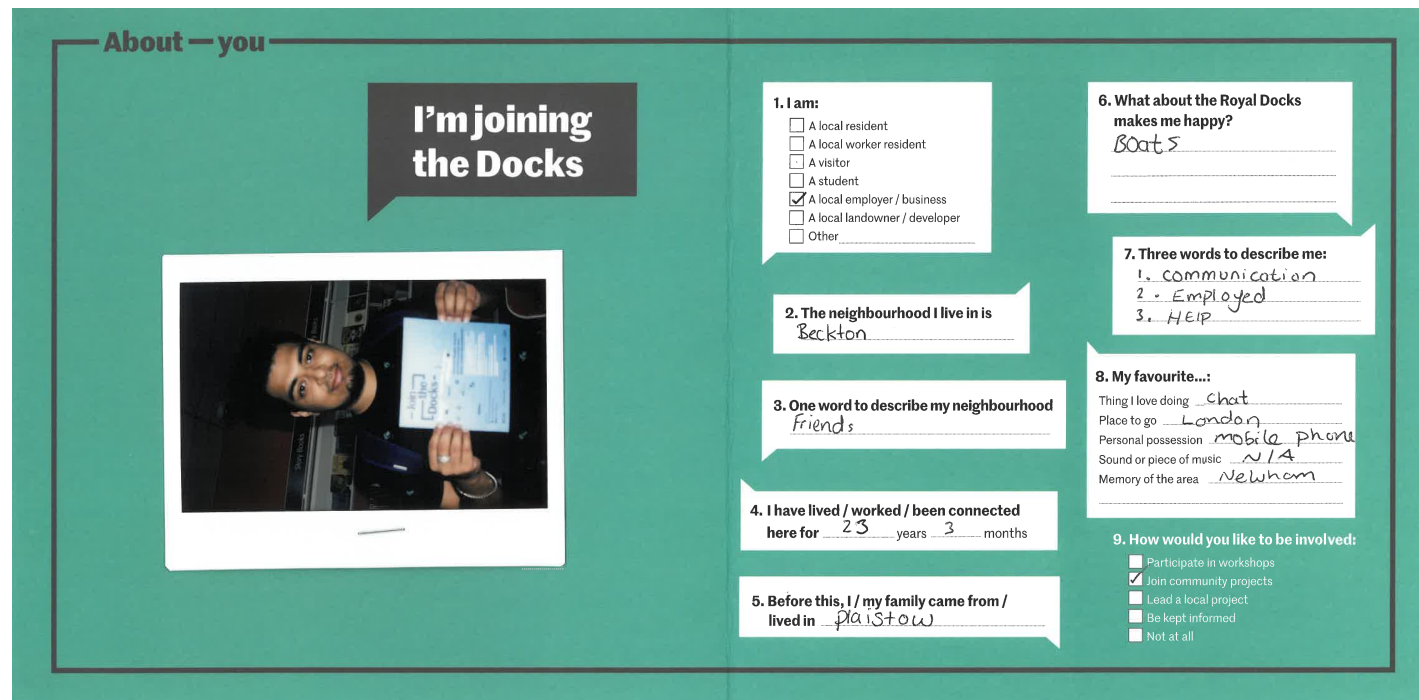 About you
I'm joining
the Docks
Join
the
Docks
Story Books
1. I am:
A local resident
A local worker resident
A visitor
A student
A local employer / business
A local landowner / developer
Other
2. The neighbourhood I live in is
Beckton
3. One word to describe my neighbourhood
Friends
4. I have lived / worked / been connected
here for 23 years 3 months
5. Before this, I / my family came from /
lived in plaistow
6. What about the Royal Docks
makes me happy?
BOats
7. Three words to describe me:
1. communication
2 . Employed
3. HElP
8. My favourite...:
Thing I love doing chat
Place to go London
Personal possession mobile phone
Sound or piece of music N/A
Memory of the area Newham
9. How would you like to be involved:
Participate in workshops
Join community projects
Lead a local project
Be kept informed
Not at all